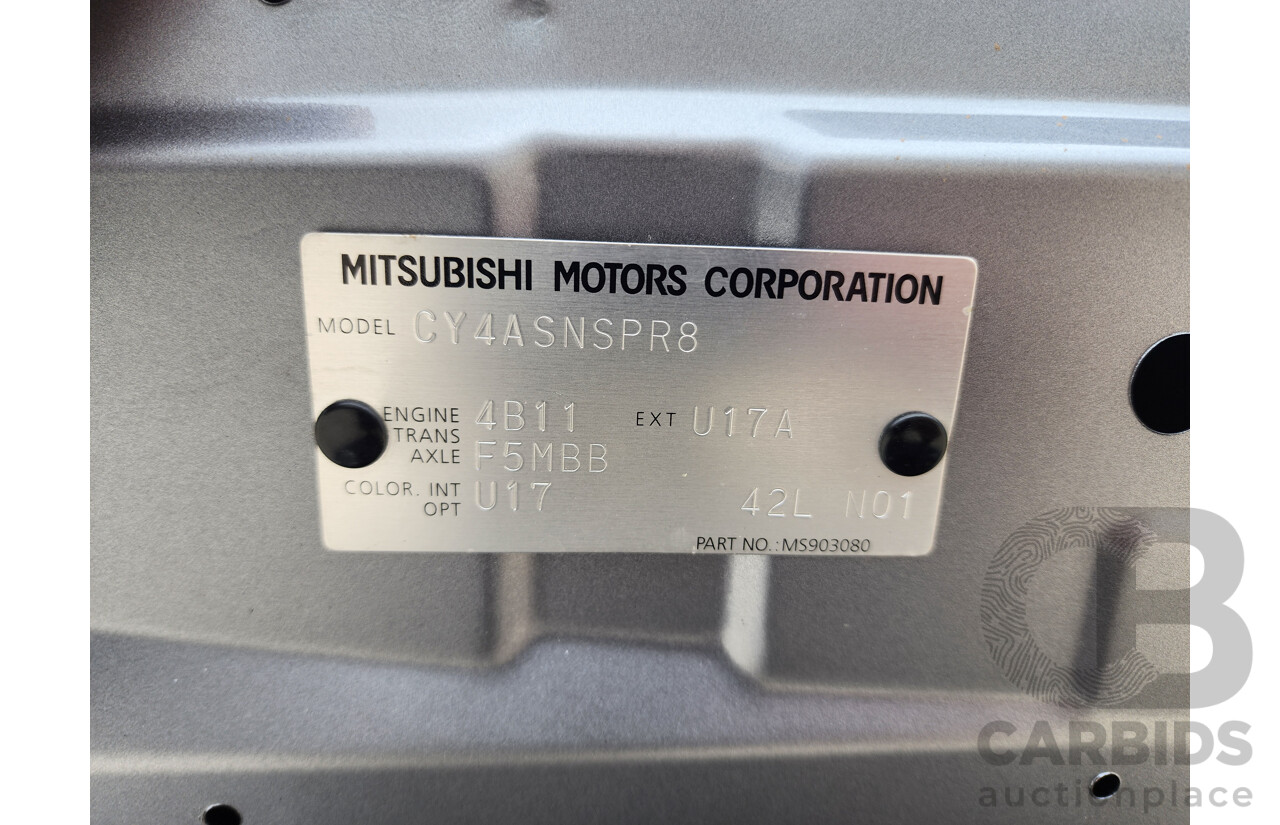 MITSUBISHI MOTORS CORPORATION
MODEL CY4ASNSPR8
ENGINE 4B11 EXT U17A
TRANS
AXLE F5MBB
COLOR. INT U17
OPT 42L N01
PART NO.:MS903080
CB
CARBIDS
auctionplace